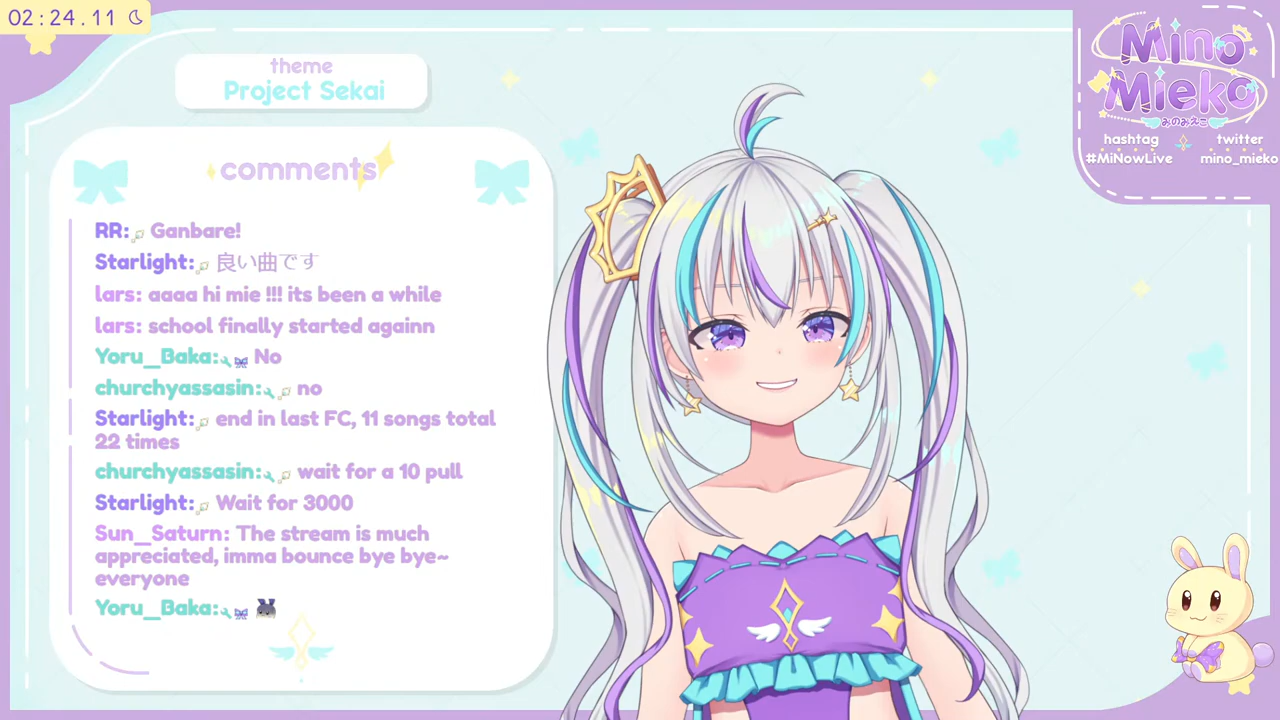 02:24.11
theme
Project Sekai
Mino
Mieko
みのみえこ
hashtag
twitter
#MiNowLive
mino_mieko
comments
RR: Ganbare!
Starlight: 良い曲です
lars: aaaa hi mie !!! its been a while
lars: school finally started againn
Yoru_Baka: No
churchyassasin: no
Starlight: end in last FC, 11 songs total
22 times
churchyassasin: wait for a 10 pull
Starlight: Wait for 3000
Sun_Saturn: The stream is much
appreciated, imma bounce bye bye~
everyone
Yoru_Baka: